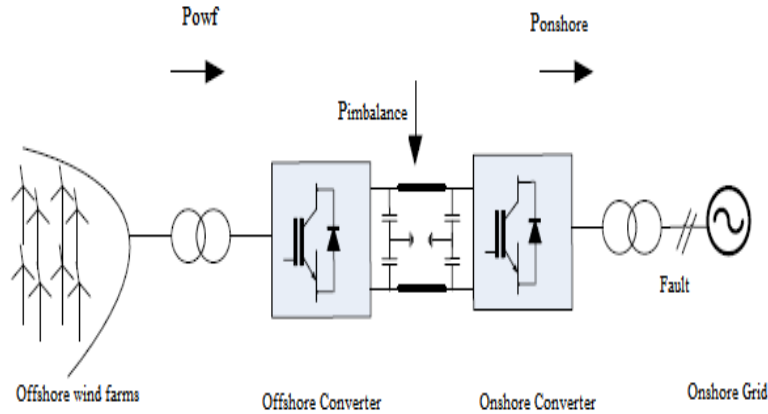 Powf
Ponshore
Pimbalance
Fault
Offshore wind farms
Offshore Converter
Onshore Converter
Onshore Grid